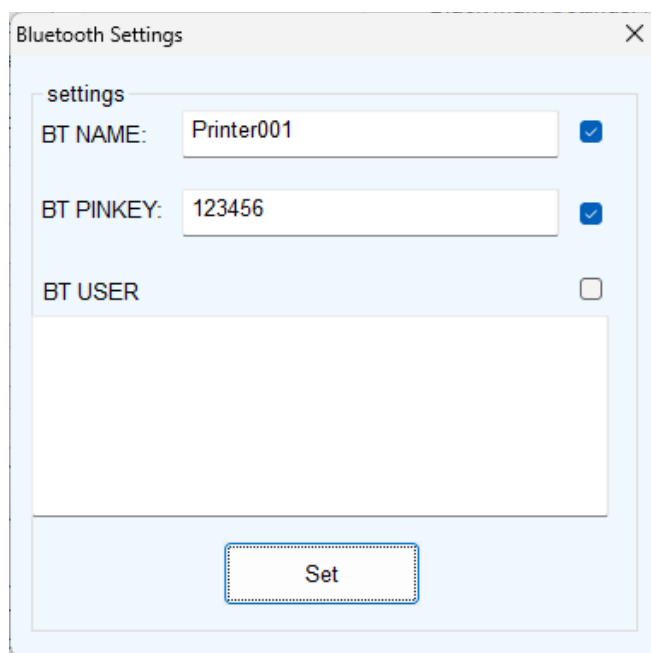 Bluetooth Settings
settings
BT NAME: Printer001
BT PINKEY: 123456
BT USER
Set